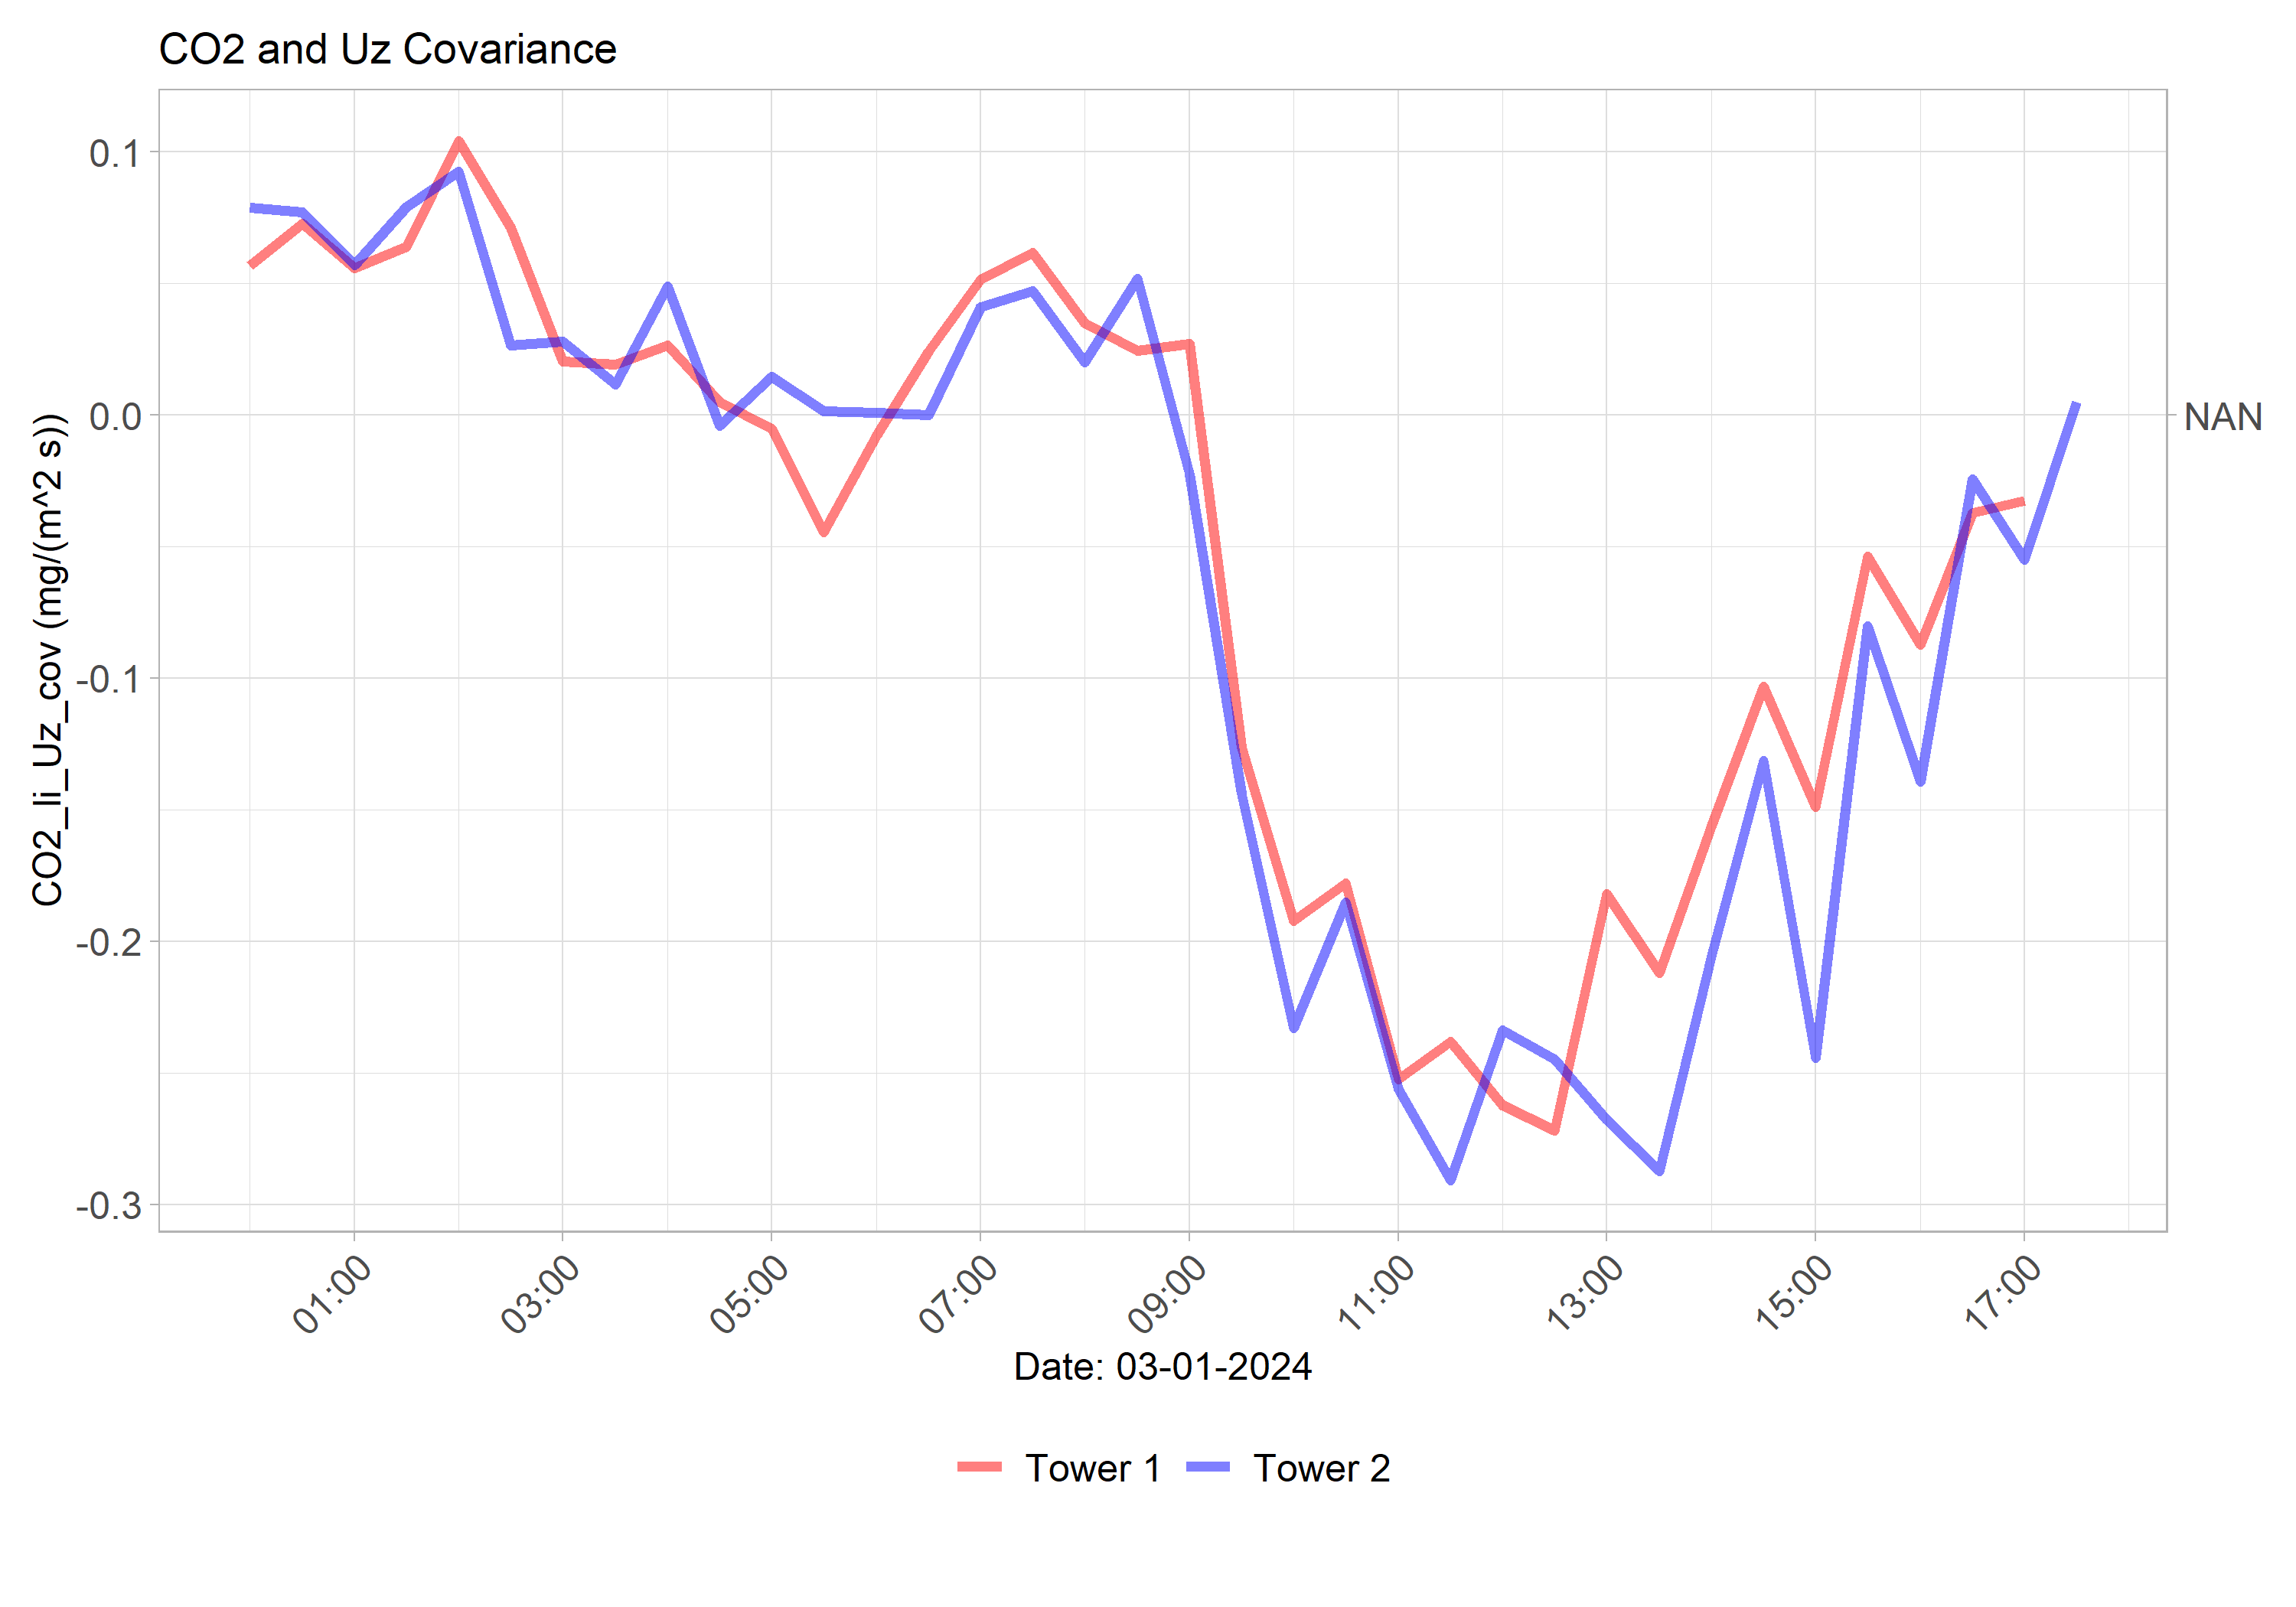 CO2 and Uz Covariance
CO2_li_Uz_cov (mg/(m^2 s))
0.1
0.0
-0.1
-0.2
-0.3
NAN
01:00
03:00
05:00
07:00
09:00
11:00
13:00
15:00
17:00
Date: 03-01-2024
Tower 1
Tower 2